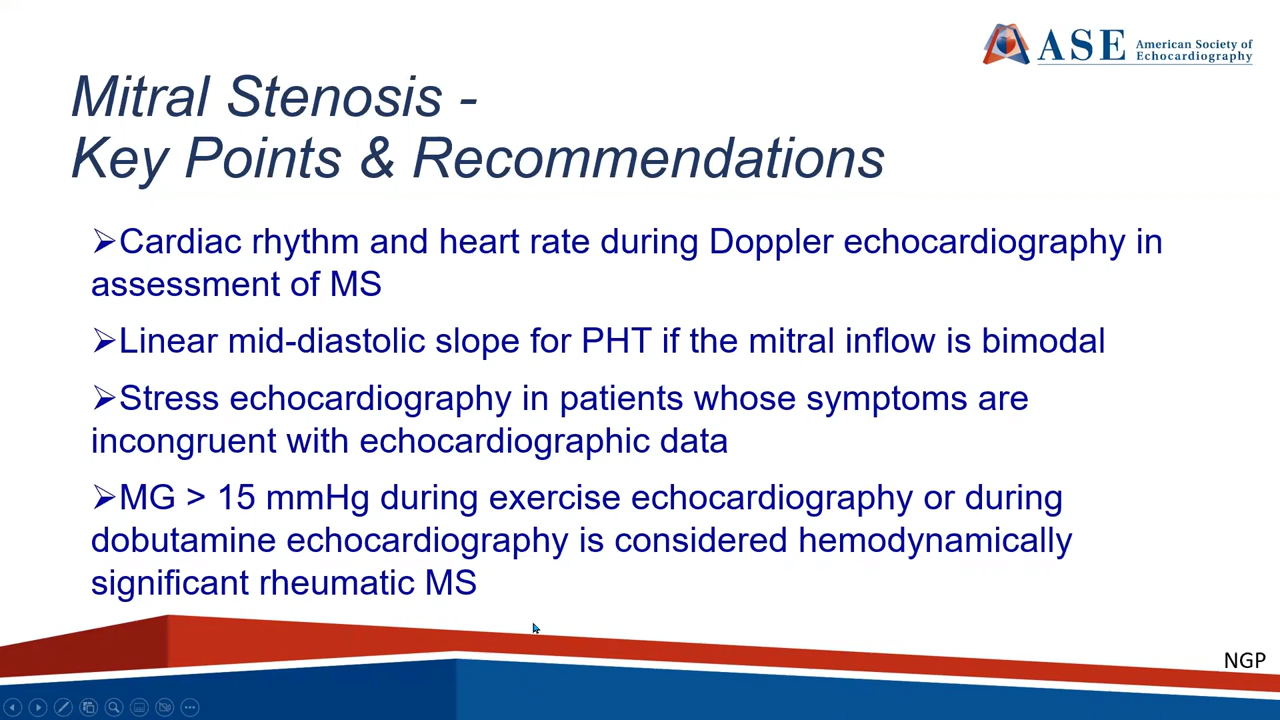 ASE American Society of
Echocardiography
Mitral Stenosis -
Key Points & Recommendations
➢Cardiac rhythm and heart rate during Doppler echocardiography in
assessment of MS
➢Linear mid-diastolic slope for PHT if the mitral inflow is bimodal
➢Stress echocardiography in patients whose symptoms are
incongruent with echocardiographic data
➢MG > 15 mmHg during exercise echocardiography or during
dobutamine echocardiography is considered hemodynamically
significant rheumatic MS
NGP